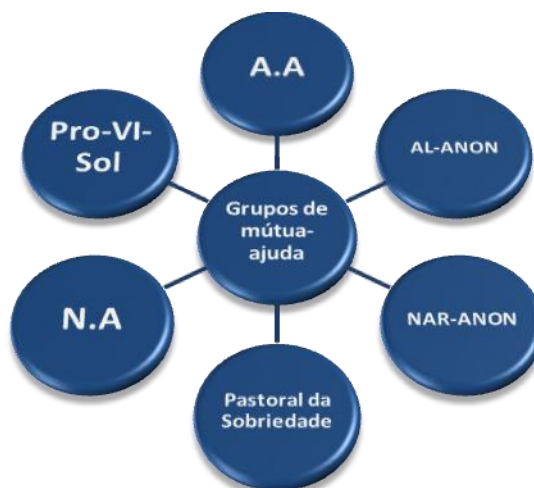 A.A
Pro-VI-
Sol
AL-ANON
Grupos de
mútua-
ajuda
N.A
NAR-ANON
Pastoral da
Sobriedade